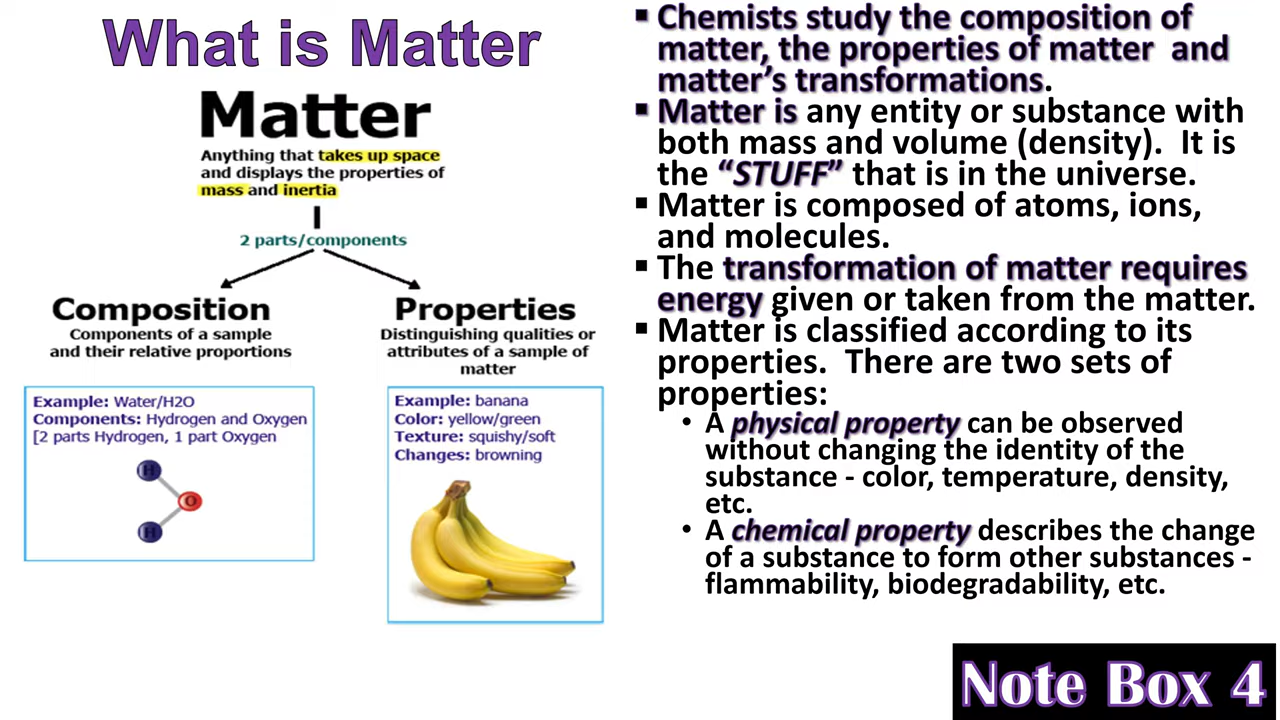 What is Matter
Matter
Anything that takes up space
and displays the properties of
mass and inertia
2 parts/components
Composition
Components of a sample
and their relative proportions
Example: Water/H2O
Components: Hydrogen and Oxygen
[2 parts Hydrogen, 1 part Oxygen
H
O
H
Properties
Distinguishing qualities or
attributes of a sample of
matter
Example: banana
Color: yellow/green
Texture: squishy/soft
Changes: browning
▪ Chemists study the composition of
matter, the properties of matter and
matter’s transformations.
▪ Matter is any entity or substance with
both mass and volume (density). It is
the “STUFF” that is in the universe.
▪ Matter is composed of atoms, ions,
and molecules.
▪ The transformation of matter requires
energy given or taken from the matter.
▪ Matter is classified according to its
properties. There are two sets of
properties:
• A physical property can be observed
without changing the identity of the
substance - color, temperature, density,
etc.
• A chemical property describes the change
of a substance to form other substances -
flammability, biodegradability, etc.
Note Box 4